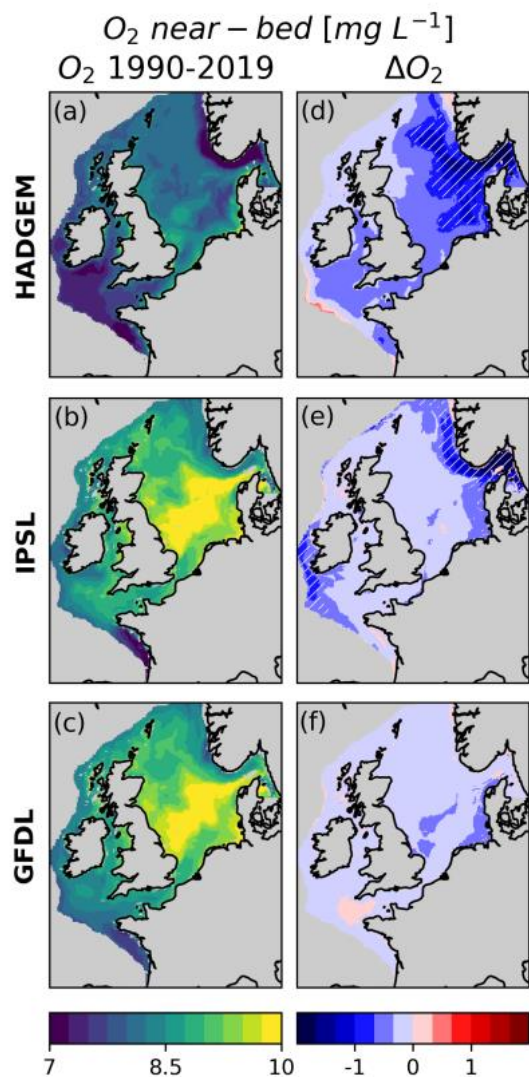 O₂ near − bed [mg L⁻¹]
O₂ 1990-2019 ΔO₂
(a) (d)
HADGEM
(b) (e)
IPSL
(c) (f)
GFDL
7 8.5 10 -1 0 1